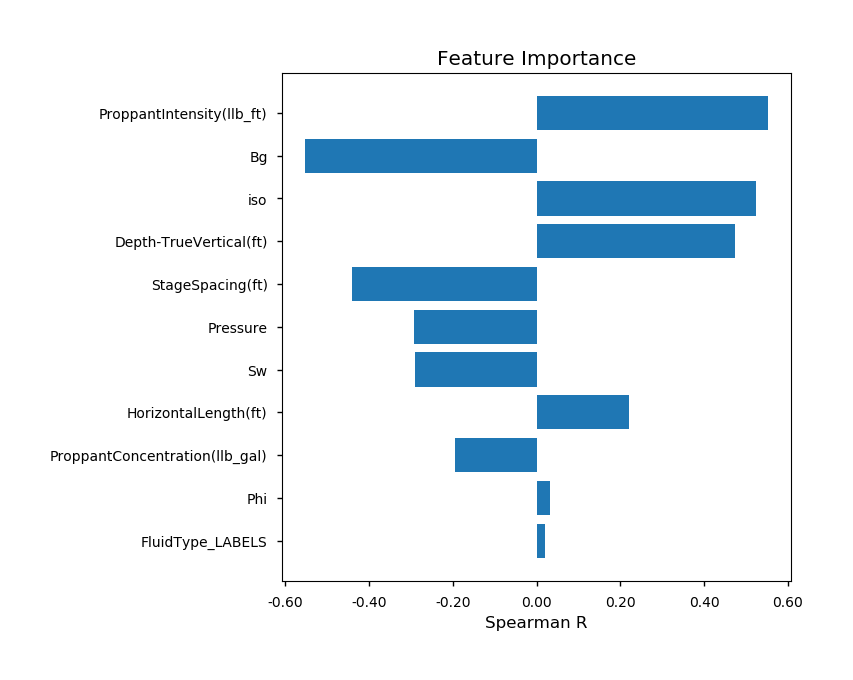 Feature Importance
ProppantIntensity(llb_ft)
Bg
iso
Depth-TrueVertical(ft)
StageSpacing(ft)
Pressure
Sw
HorizontalLength(ft)
ProppantConcentration(llb_gal)
Phi
FluidType_LABELS
-0.60 -0.40 -0.20 0.00 0.20 0.40 0.60
Spearman R